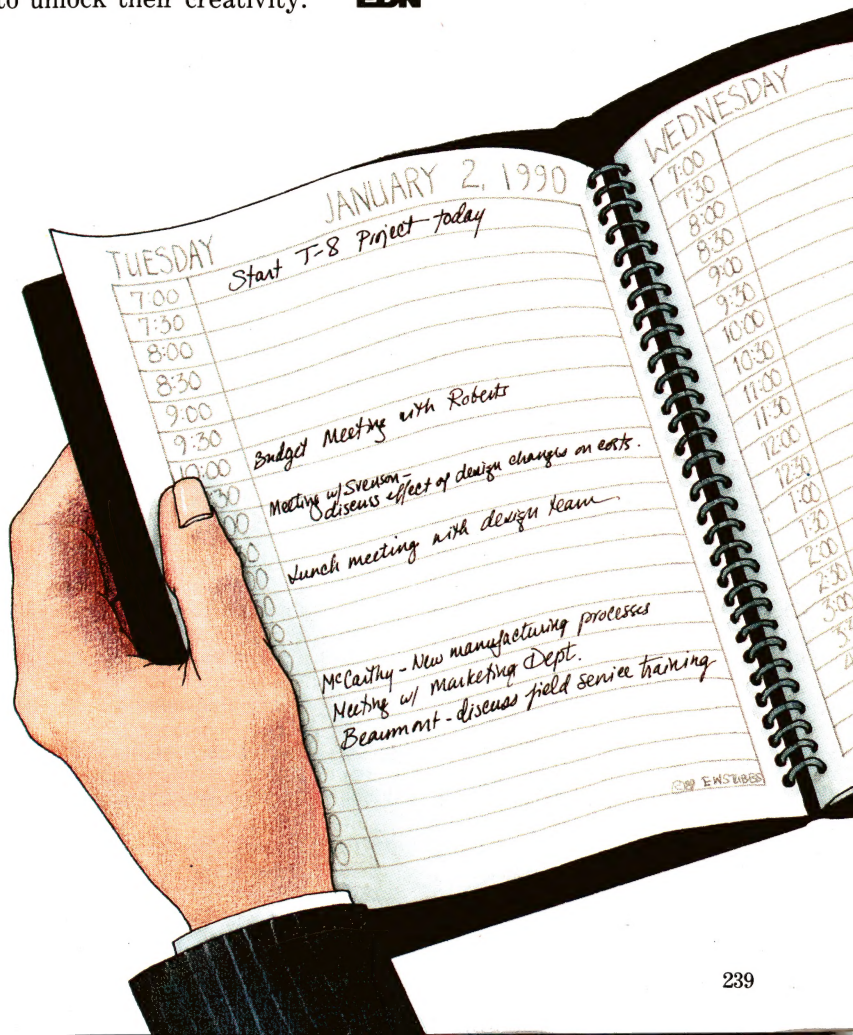 to unlock their creativity. EDN
JANUARY 2, 1990
TUESDAY
Start T-8 Project today
7:00
7:30
8:00
8:30
9:00
9:30
10:00
30
00
Budget Meeting with Roberts
Meeting w/ Svenson-
discuss effect of design changes on costs.
Lunch meeting with design team
McCarthy - New manufacturing processes
Meeting w/ Marketing Dept.
Beaumont - discuss field service training
WEDNESDAY
7:00
7:30
8:00
8:30
9:00
9:30
10:00
10:30
11:00
11:30
12:00
12:30
1:00
1:30
2:00
2:30
3:00
239